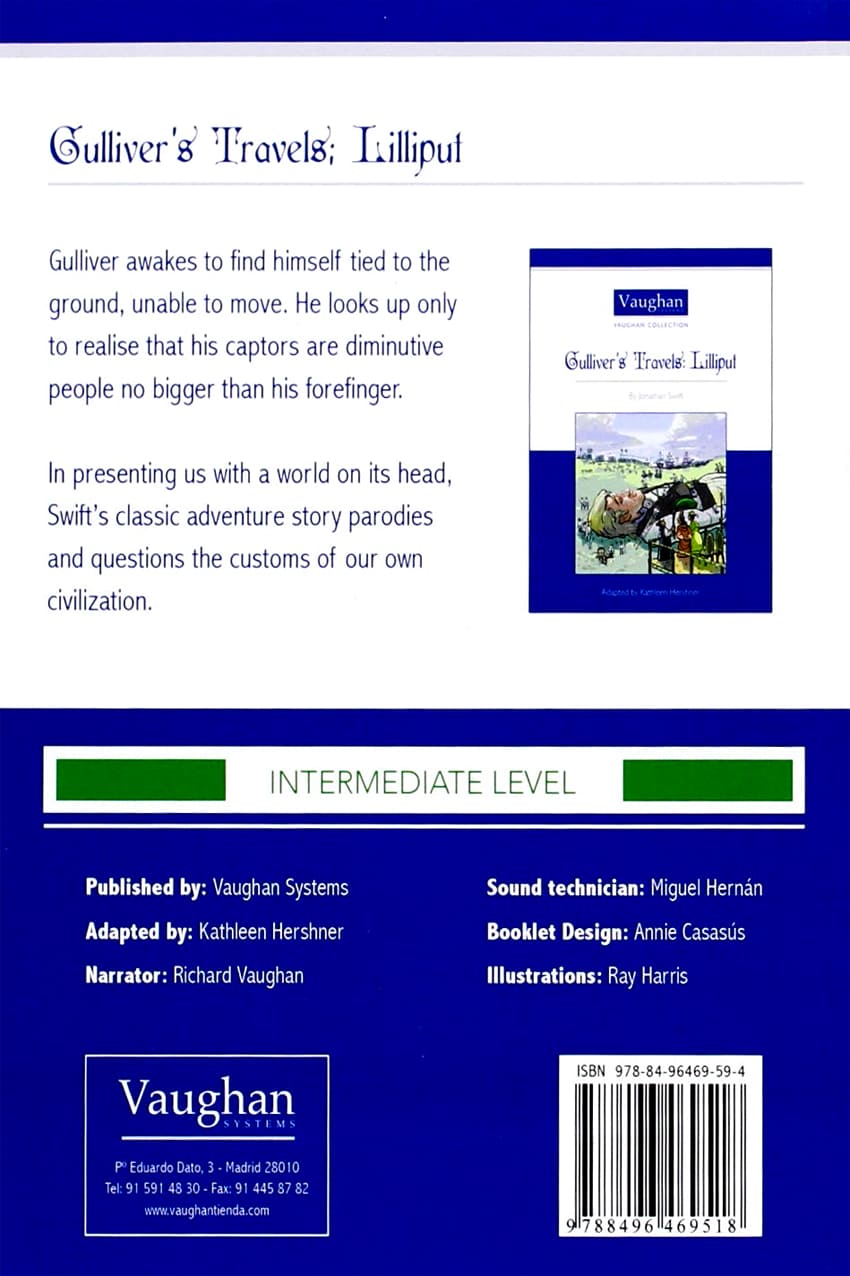 Gulliver's Travels: Lilliput
Gulliver awakes to find himself tied to the
ground, unable to move. He looks up only
to realise that his captors are diminutive
people no bigger than his forefinger.
In presenting us with a world on its head,
Swift's classic adventure story parodies
and questions the customs of our own
civilization.
Vaughan
SYSTEMS
VAUGHAN COLLECTION
Gulliver's Travels: Lilliput
By Jonathan Swift
Adapted by Kathleen Hershner
INTERMEDIATE LEVEL
Published by: Vaughan Systems
Adapted by: Kathleen Hershner
Narrator: Richard Vaughan
Sound technician: Miguel Hernán
Booklet Design: Annie Casasús
Illustrations: Ray Harris
Vaughan
SYSTEMS
Pº Eduardo Dato, 3 - Madrid 28010
Tel: 91 591 48 30 - Fax: 91 445 87 82
www.vaughantienda.com
ISBN 978-84-96469-59-4
9 788496 469518